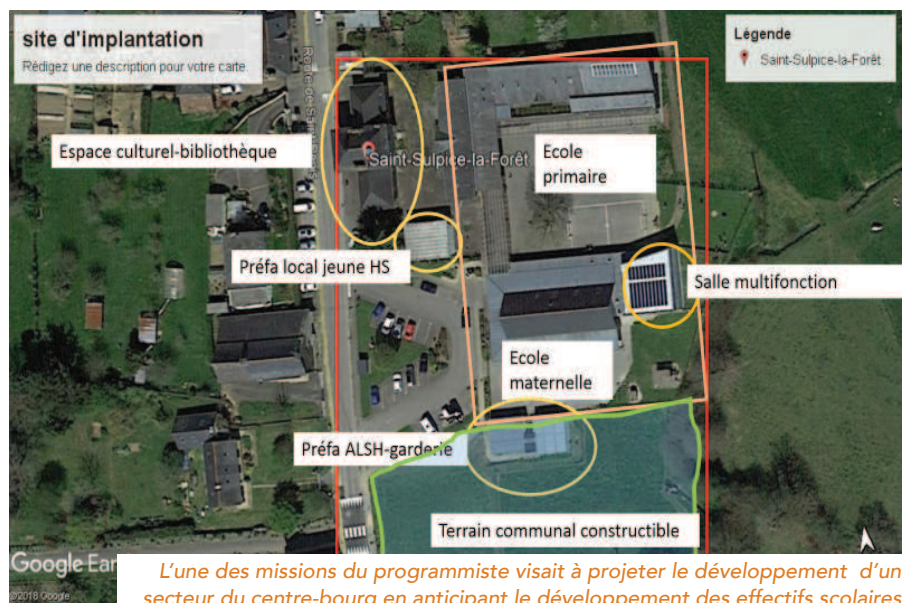 site d'implantation
Rédigez une description pour votre carte.
Légende
Saint-Sulpice-la-Forêt
Espace culturel-bibliothèque
Saint-Sulpice-la-Forêt
Ecole
primaire
Préfa local jeune HS
Salle multifonction
Ecole
maternelle
Préfa ALSH-garderie
Terrain communal constructible
Google Ear
©2018 Google
L'une des missions du programmiste visait à projeter le développement d'un
secteur du centre-bourg en anticipant le développement des effectifs scolaires